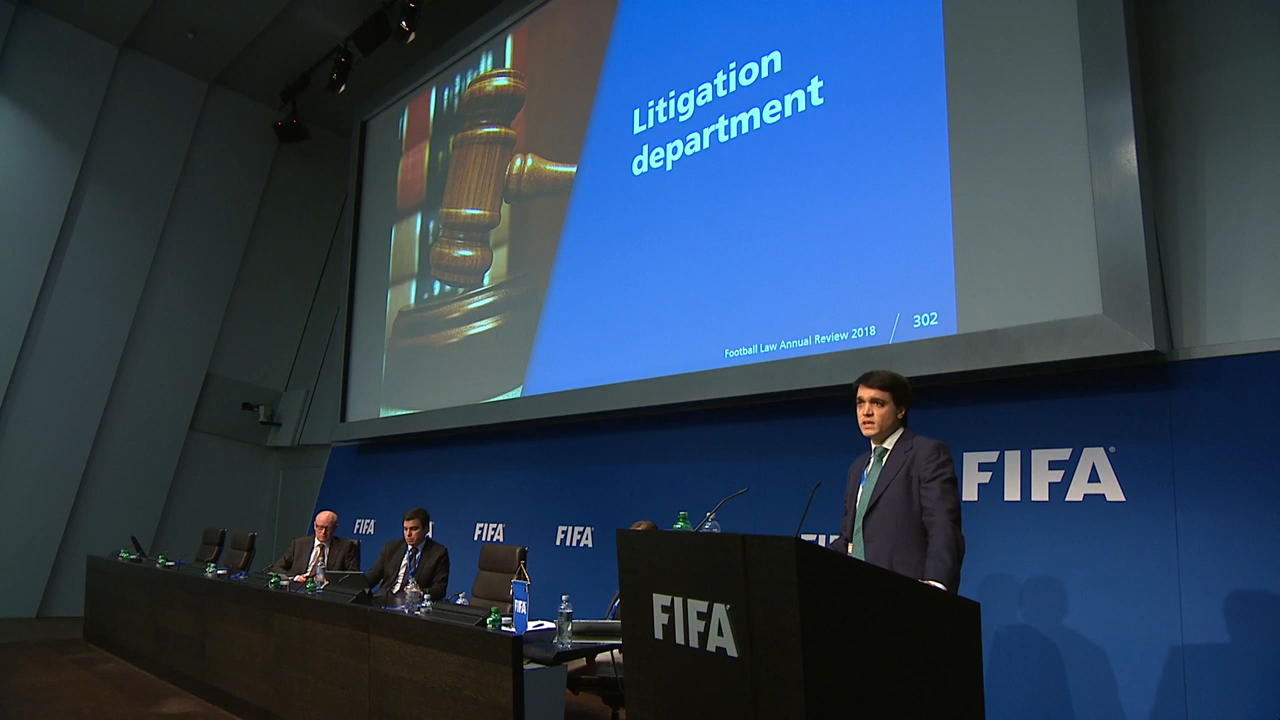 Litigation
department
Football Law Annual Review 2018 / 302
FIFA
FIFA
FIFA
FIFA
FIFA
FIFA